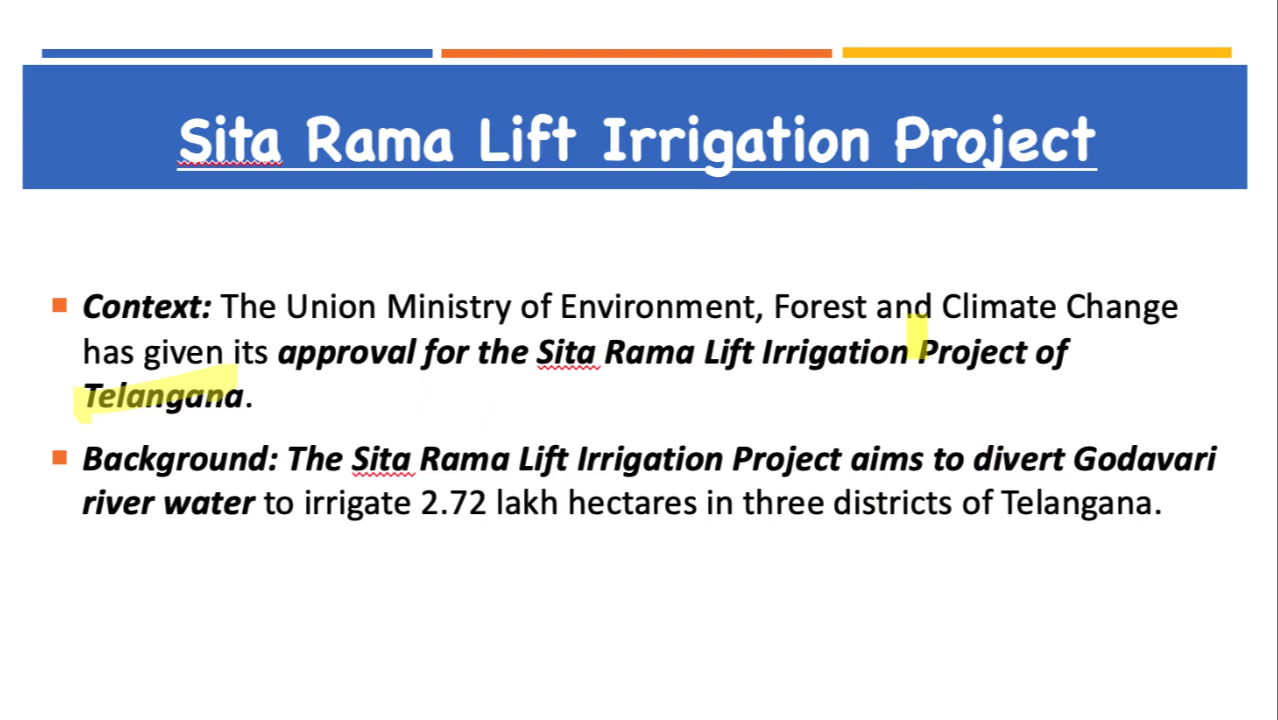 Sita Rama Lift Irrigation Project
Context: The Union Ministry of Environment, Forest and Climate Change
has given its approval for the Sita Rama Lift Irrigation Project of
Telangana.
Background: The Sita Rama Lift Irrigation Project aims to divert Godavari
river water to irrigate 2.72 lakh hectares in three districts of Telangana.